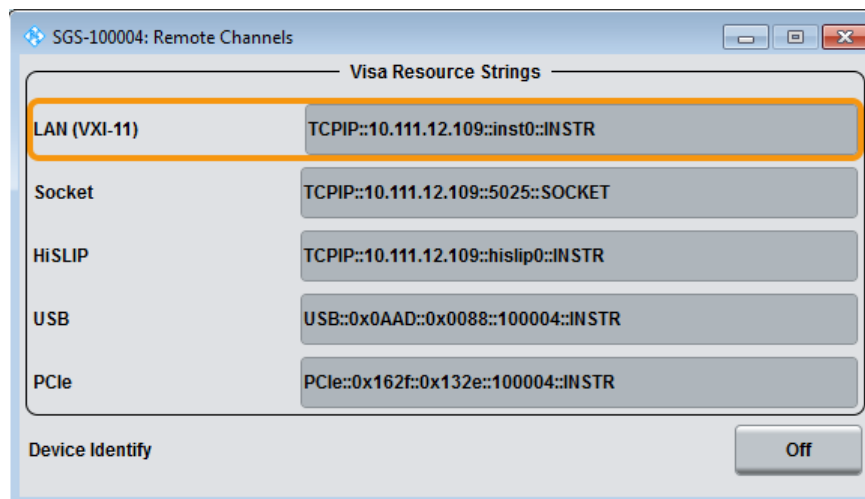 SGS-100004: Remote Channels
Visa Resource Strings
LAN (VXI-11) TCPIP::10.111.12.109::inst0::INSTR
Socket TCPIP::10.111.12.109::5025::SOCKET
HiSLIP TCPIP::10.111.12.109::hislip0::INSTR
USB USB::0x0AAD::0x0088::100004::INSTR
PCIe PCIe::0x162f::0x132e::100004::INSTR
Device Identify Off